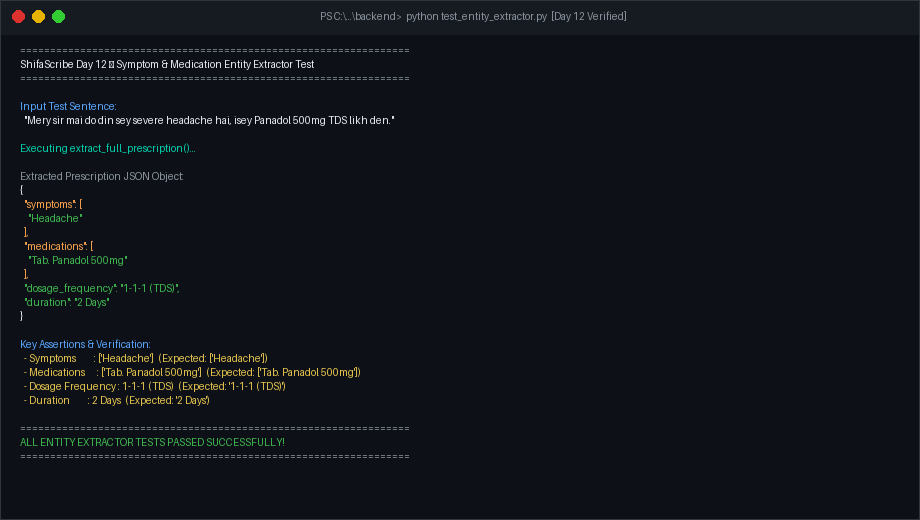 PS C:\...\backend> python test_entity_extractor.py [Day 12 Verified]
=================================================================
ShifaScribe Day 12 Symptom & Medication Entity Extractor Test
=================================================================
Input Test Sentence:
"Mery sir mai do din sey severe headache hai, isey Panadol 500mg TDS likh den."
Executing extract_full_prescription()...
Extracted Prescription JSON Object:
{
"symptoms": [
"Headache"
],
"medications": [
"Tab. Panadol 500mg"
],
"dosage_frequency": "1-1-1 (TDS)",
"duration": "2 Days"
}
Key Assertions & Verification:
- Symptoms : ['Headache'] (Expected: ['Headache'])
- Medications : ['Tab. Panadol 500mg'] (Expected: ['Tab. Panadol 500mg'])
- Dosage Frequency : 1-1-1 (TDS) (Expected: '1-1-1 (TDS)')
- Duration : 2 Days (Expected: '2 Days')
=================================================================
ALL ENTITY EXTRACTOR TESTS PASSED SUCCESSFULLY!
=================================================================